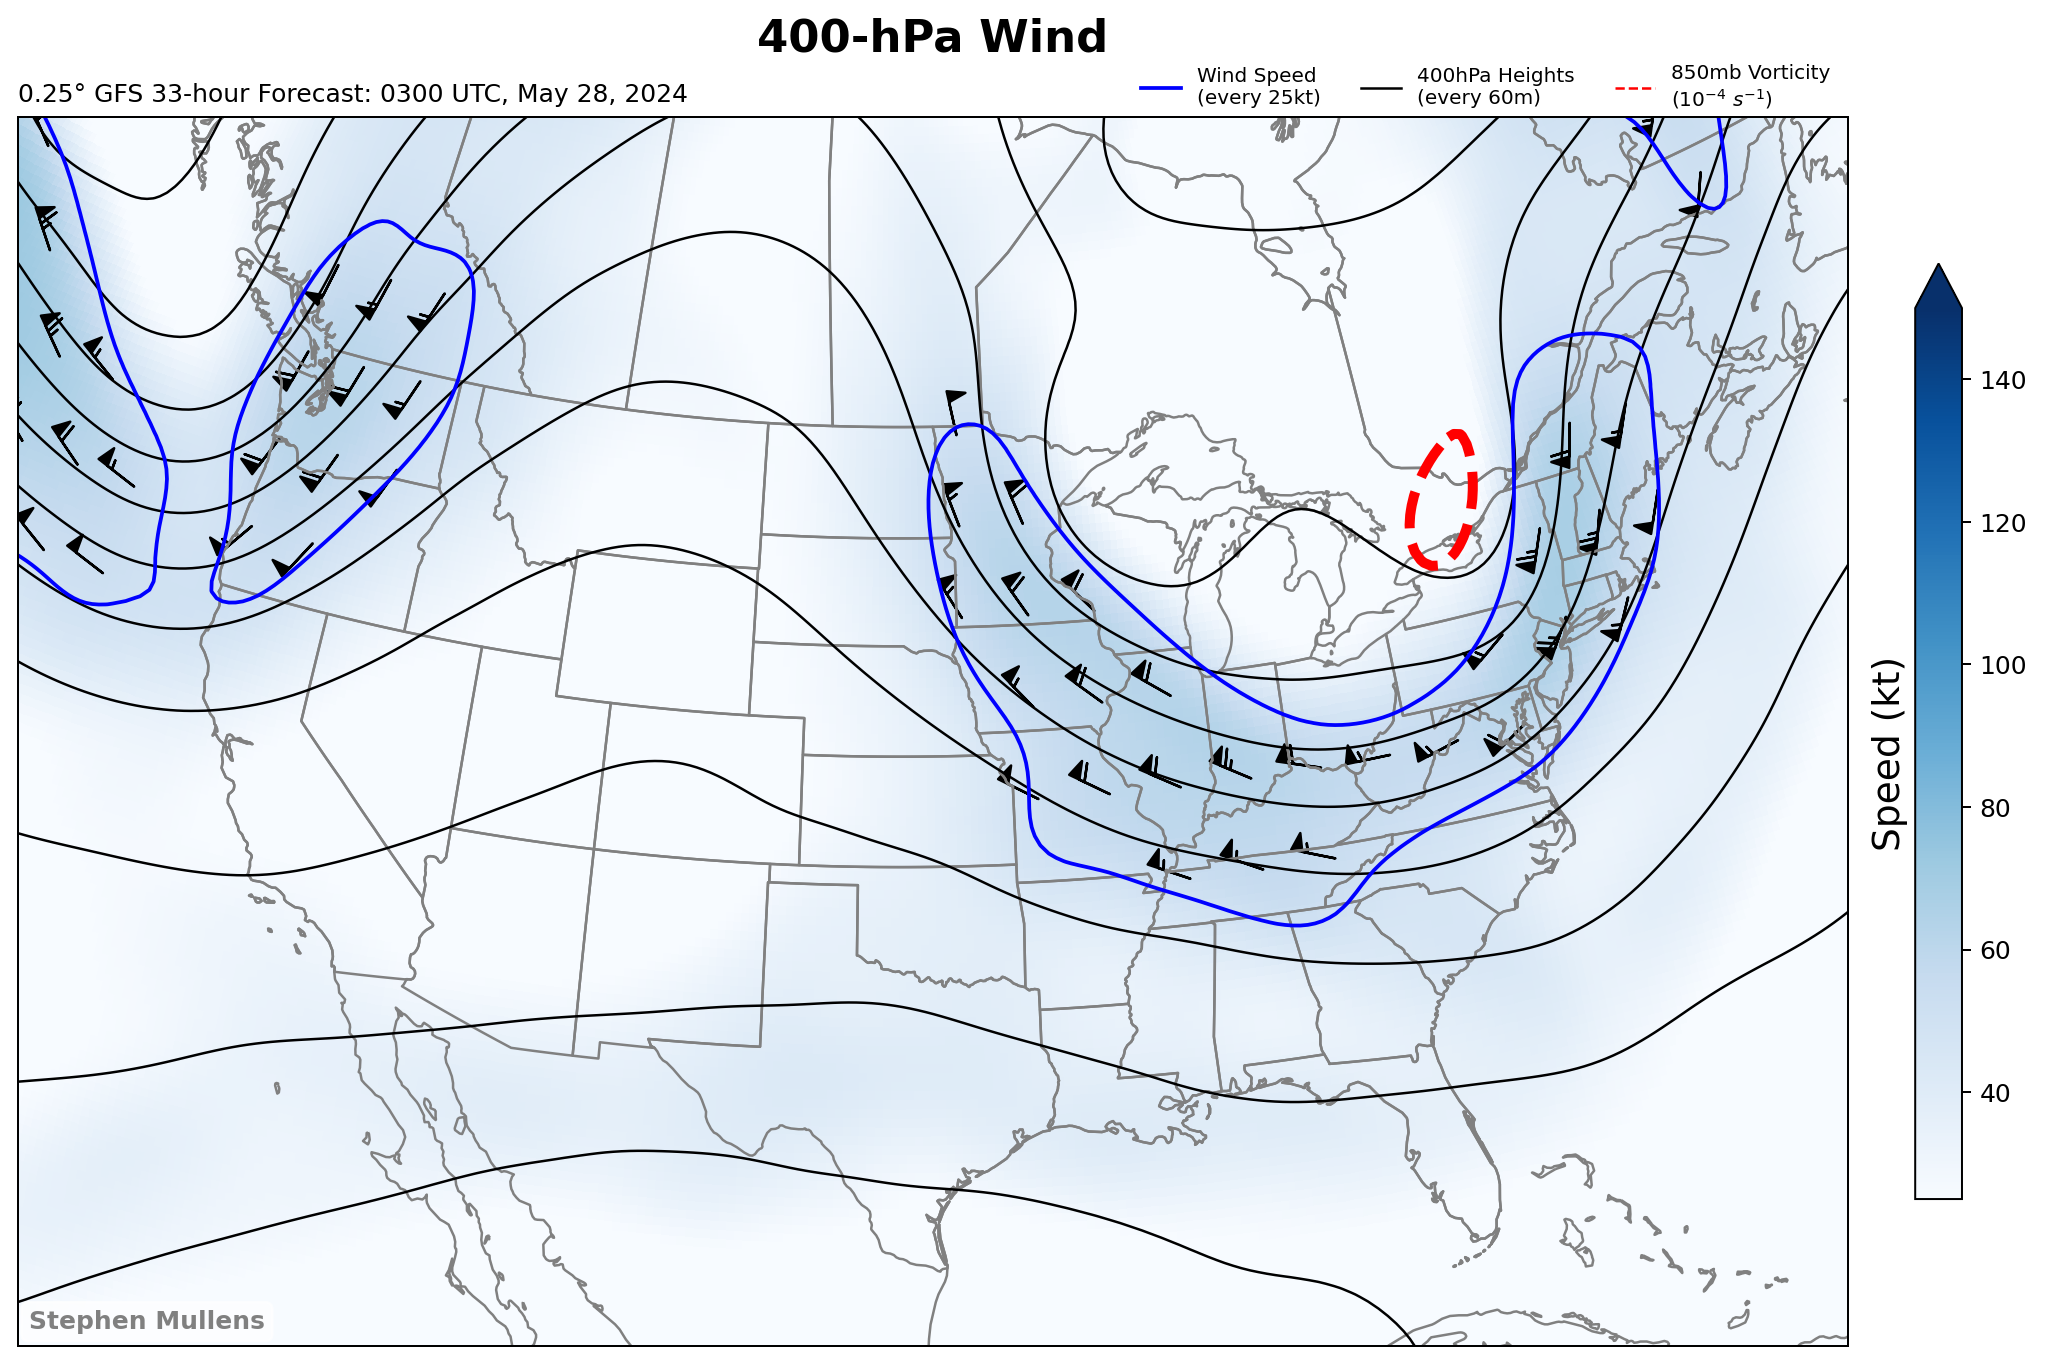 400-hPa Wind
0.25° GFS 33-hour Forecast: 0300 UTC, May 28, 2024
Wind Speed
(every 25kt)
400hPa Heights
(every 60m)
850mb Vorticity
(10⁻⁴ s⁻¹)
140
120
100
80
60
40
Speed (kt)
Stephen Mullens